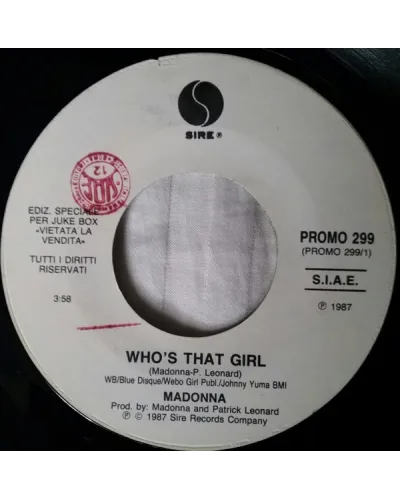 SIRE®
EDIZ. SPECIALE
PER JUKE BOX
«VIETATA LA
VENDITA»
TUTTI I DIRITTI
RISERVATI
3:58
12
PROMO 299
(PROMO 299/1)
S.I.A.E.
℗ 1987
WHO'S THAT GIRL
(Madonna-P. Leonard)
WB/Bleu Disque/Webo Girl Publ./Johnny Yuma BMI
MADONNA
Prod. by: Madonna and Patrick Leonard
℗ © 1987 Sire Records Company